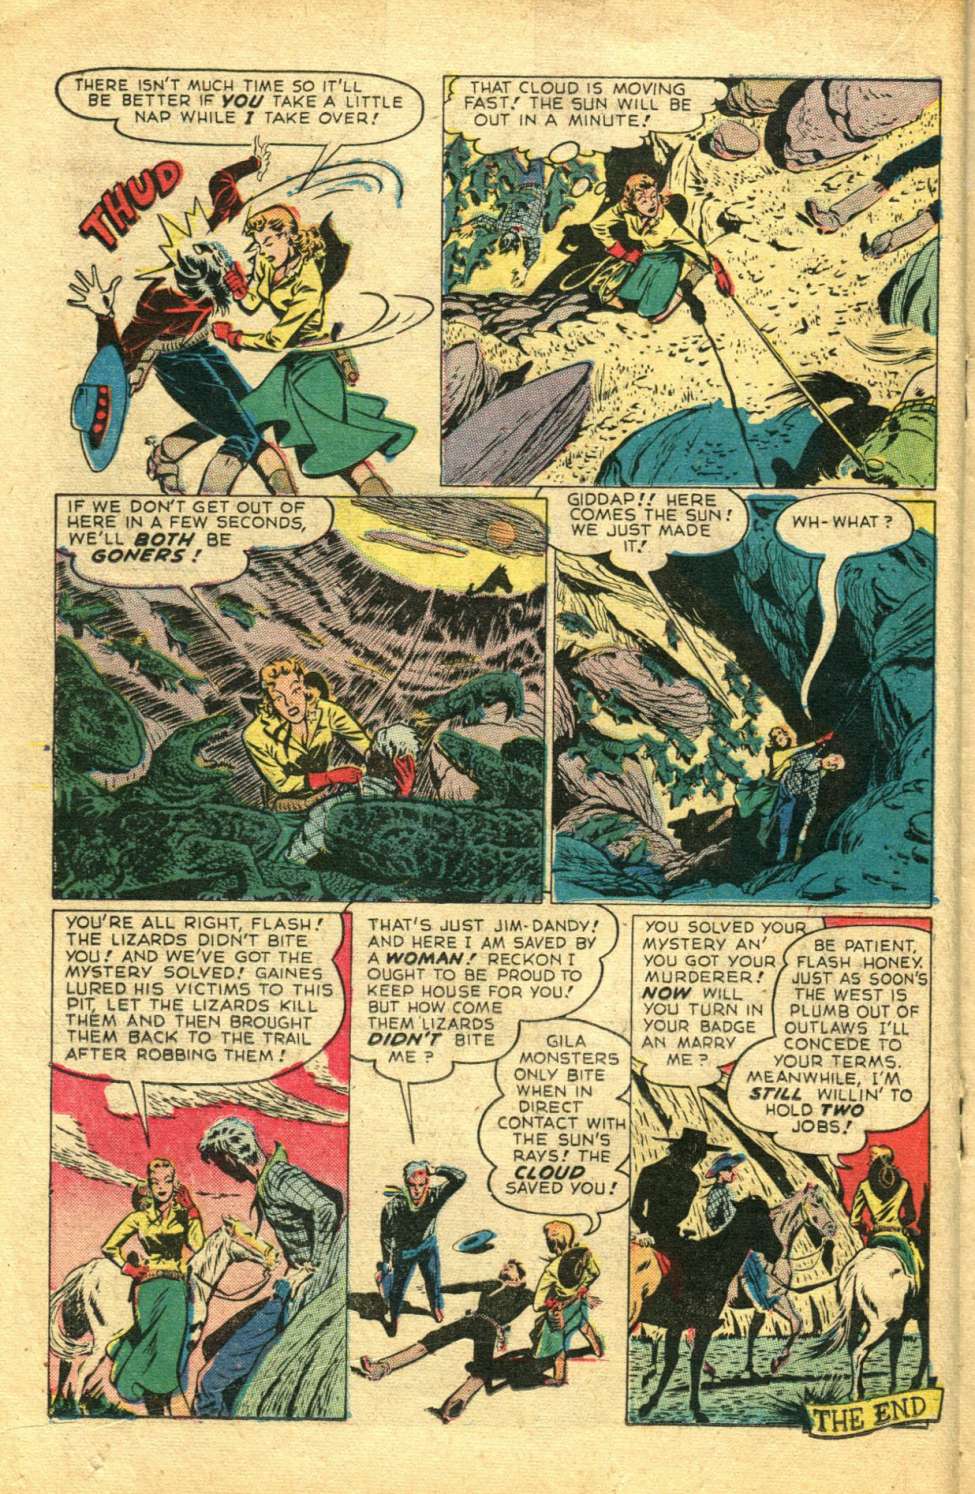 THERE ISN'T MUCH TIME SO IT'LL
BE BETTER IF YOU TAKE A LITTLE
NAP WHILE I TAKE OVER!
THUD
THAT CLOUD IS MOVING
FAST! THE SUN WILL BE
OUT IN A MINUTE!
IF WE DON'T GET OUT OF
HERE IN A FEW SECONDS,
WE'LL BOTH BE
GONERS!
GIDDAP!! HERE
COMES THE SUN!
WE JUST MADE
IT!
WH-WHAT?
YOU'RE ALL RIGHT, FLASH!
THE LIZARDS DIDN'T BITE
YOU! AND WE'VE GOT THE
MYSTERY SOLVED! GAINES
LURED HIS VICTIMS TO THIS
PIT, LET THE LIZARDS KILL
THEM AND THEN BROUGHT
THEM BACK TO THE TRAIL
AFTER ROBBING THEM!
THAT'S JUST JIM-DANDY!
AND HERE I AM SAVED BY
A WOMAN! RECKON I
OUGHT TO BE PROUD TO
KEEP HOUSE FOR YOU!
BUT HOW COME
THEM LIZARDS
DIDN'T BITE
ME?
GILA
MONSTERS
ONLY BITE
WHEN IN
DIRECT
CONTACT WITH
THE SUN'S
RAYS! THE
CLOUD
SAVED YOU!
YOU SOLVED YOUR
MYSTERY AN'
YOU GOT YOUR
MURDERER!
NOW WILL
YOU TURN IN
YOUR BADGE
AN MARRY
ME?
BE PATIENT,
FLASH HONEY.
JUST AS SOON'S
THE WEST IS
PLUMB OUT OF
OUTLAWS I'LL
CONCEDE TO
YOUR TERMS.
MEANWHILE, I'M
STILL WILLIN' TO
HOLD TWO
JOBS!
THE END